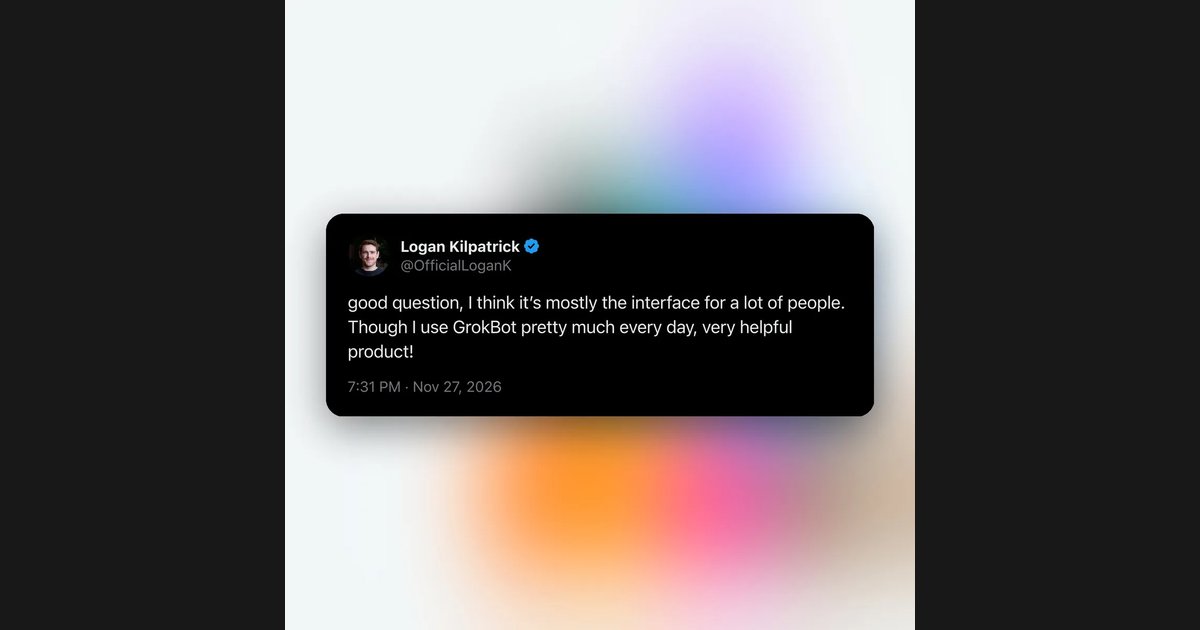 Logan Kilpatrick
@OfficialLoganK
good question, I think it’s mostly the interface for a lot of people.
Though I use GrokBot pretty much every day, very helpful
product!
7:31 PM · Nov 27, 2026